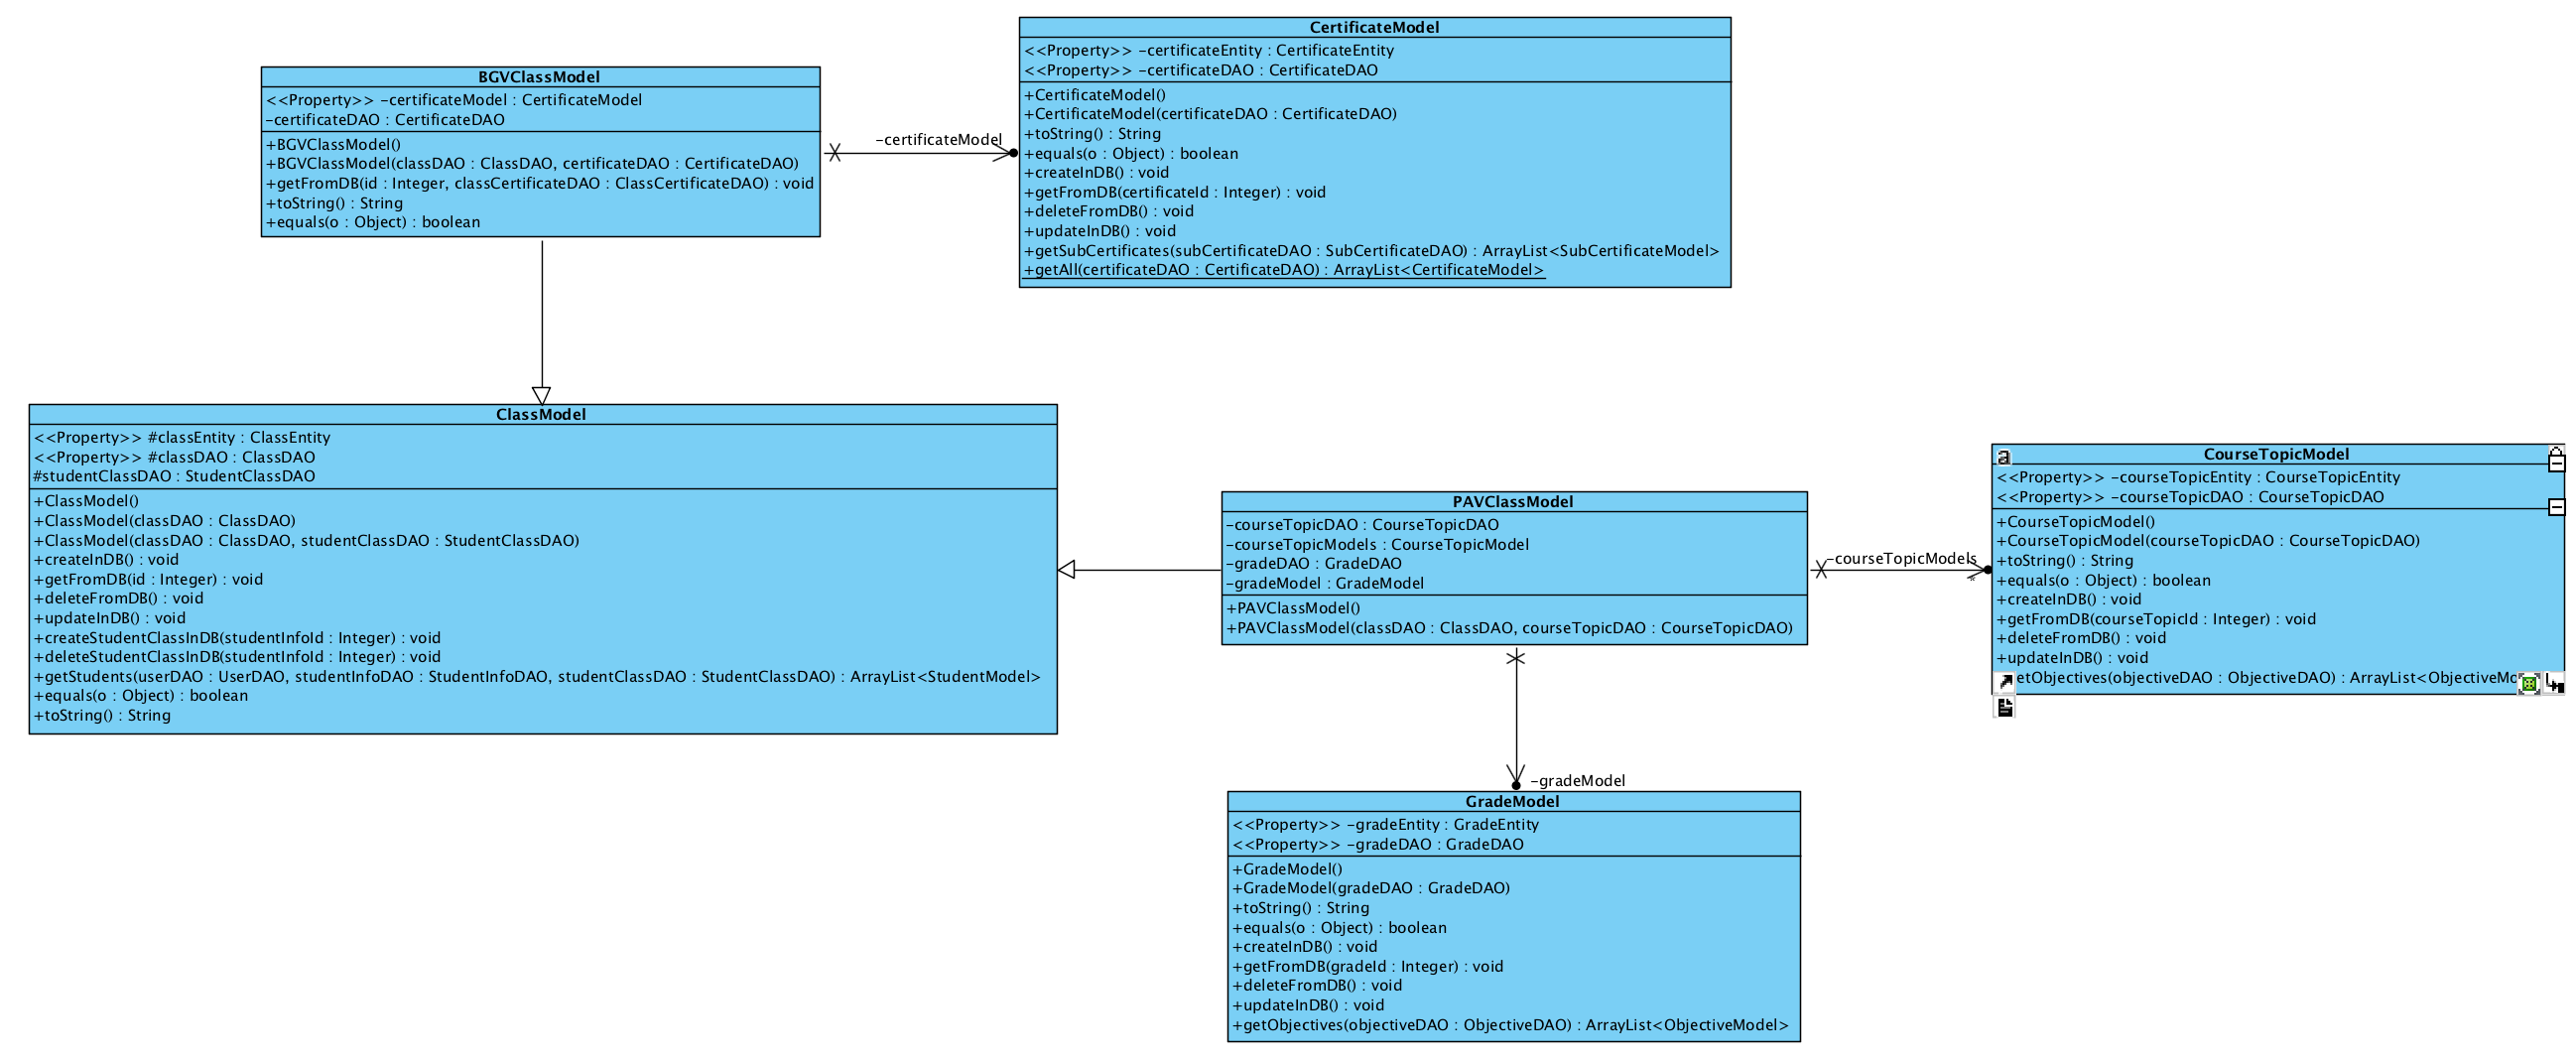 CertificateModel
<<Property>> -certificateEntity : CertificateEntity
<<Property>> -certificateDAO : CertificateDAO
+CertificateModel()
+CertificateModel(certificateDAO : CertificateDAO)
+toString() : String
+equals(o : Object) : boolean
+createInDB() : void
+getFromDB(certificateId : Integer) : void
+deleteFromDB() : void
+updateInDB() : void
+getSubCertificates(subCertificateDAO : SubCertificateDAO) : ArrayList<SubCertificateModel>
+getAll(certificateDAO : CertificateDAO) : ArrayList<CertificateModel>
BGVClassModel
<<Property>> -certificateModel : CertificateModel
-certificateDAO : CertificateDAO
+BGVClassModel()
+BGVClassModel(classDAO : ClassDAO, certificateDAO : CertificateDAO)
+getFromDB(id : Integer, classCertificateDAO : ClassCertificateDAO) : void
+toString() : String
+equals(o : Object) : boolean
-certificateModel
ClassModel
<<Property>> #classEntity : ClassEntity
<<Property>> #classDAO : ClassDAO
#studentClassDAO : StudentClassDAO
+ClassModel()
+ClassModel(classDAO : ClassDAO)
+ClassModel(classDAO : ClassDAO, studentClassDAO : StudentClassDAO)
+createInDB() : void
+getFromDB(id : Integer) : void
+deleteFromDB() : void
+updateInDB() : void
+createStudentClassInDB(studentInfoId : Integer) : void
+deleteStudentClassInDB(studentInfoId : Integer) : void
+getStudents(userDAO : UserDAO, studentInfoDAO : StudentInfoDAO, studentClassDAO : StudentClassDAO) : ArrayList<StudentModel>
+equals(o : Object) : boolean
+toString() : String
PAVClassModel
-courseTopicDAO : CourseTopicDAO
-courseTopicModels : CourseTopicModel
-gradeDAO : GradeDAO
-gradeModel : GradeModel
+PAVClassModel()
+PAVClassModel(classDAO : ClassDAO, courseTopicDAO : CourseTopicDAO)
-courseTopicModels
*
a
CourseTopicModel
<<Property>> -courseTopicEntity : CourseTopicEntity
<<Property>> -courseTopicDAO : CourseTopicDAO
+CourseTopicModel()
+CourseTopicModel(courseTopicDAO : CourseTopicDAO)
+toString() : String
+equals(o : Object) : boolean
+createInDB() : void
+getFromDB(courseTopicId : Integer) : void
+deleteFromDB() : void
+updateInDB() : void
etObjectives(objectiveDAO : ObjectiveDAO) : ArrayList<ObjectiveMo
-gradeModel
GradeModel
<<Property>> -gradeEntity : GradeEntity
<<Property>> -gradeDAO : GradeDAO
+GradeModel()
+GradeModel(gradeDAO : GradeDAO)
+toString() : String
+equals(o : Object) : boolean
+createInDB() : void
+getFromDB(gradeId : Integer) : void
+deleteFromDB() : void
+updateInDB() : void
+getObjectives(objectiveDAO : ObjectiveDAO) : ArrayList<ObjectiveModel>